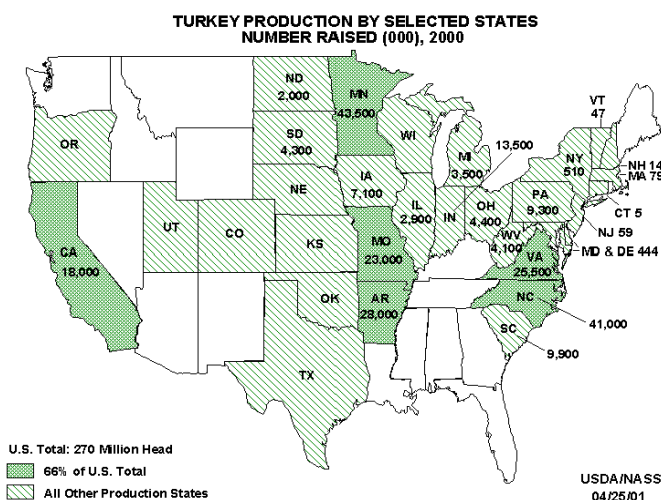 TURKEY PRODUCTION BY SELECTED STATES
NUMBER RAISED (000), 2000
ND
2,000
MN
43,500
VT
47
OR
SD
4,300
WI
MI
3,500
13,500
NY
510
NH 14
MA 79
IA
7,100
NE
PA
9,300
CT 5
UT
CO
IL
2,900
IN
OH
4,400
NJ 59
WV
4,100
MD & DE 444
CA
18,000
KS
MO
23,000
VA
25,500
OK
AR
28,000
NC
41,000
SC
9,900
TX
U.S. Total: 270 Million Head
66% of U.S. Total
All Other Production States
USDA/NASS
04/25/01